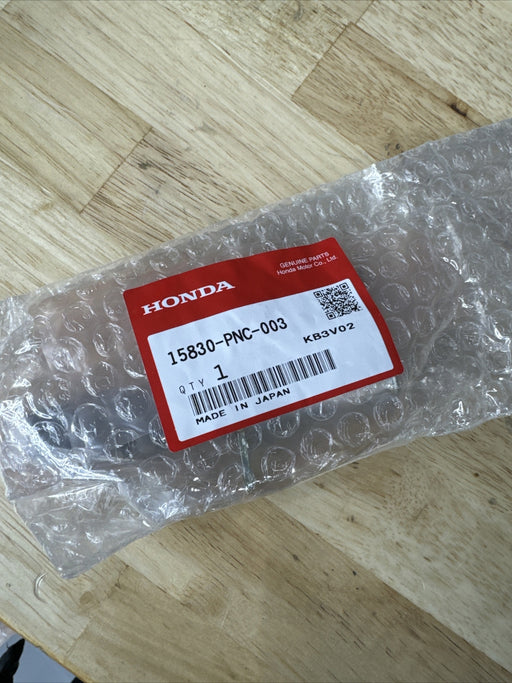 GENUINE PARTS
Honda Motor Co., Ltd.
HONDA
15830-PNC-003
KB3V02
QTY 1
MADE IN JAPAN